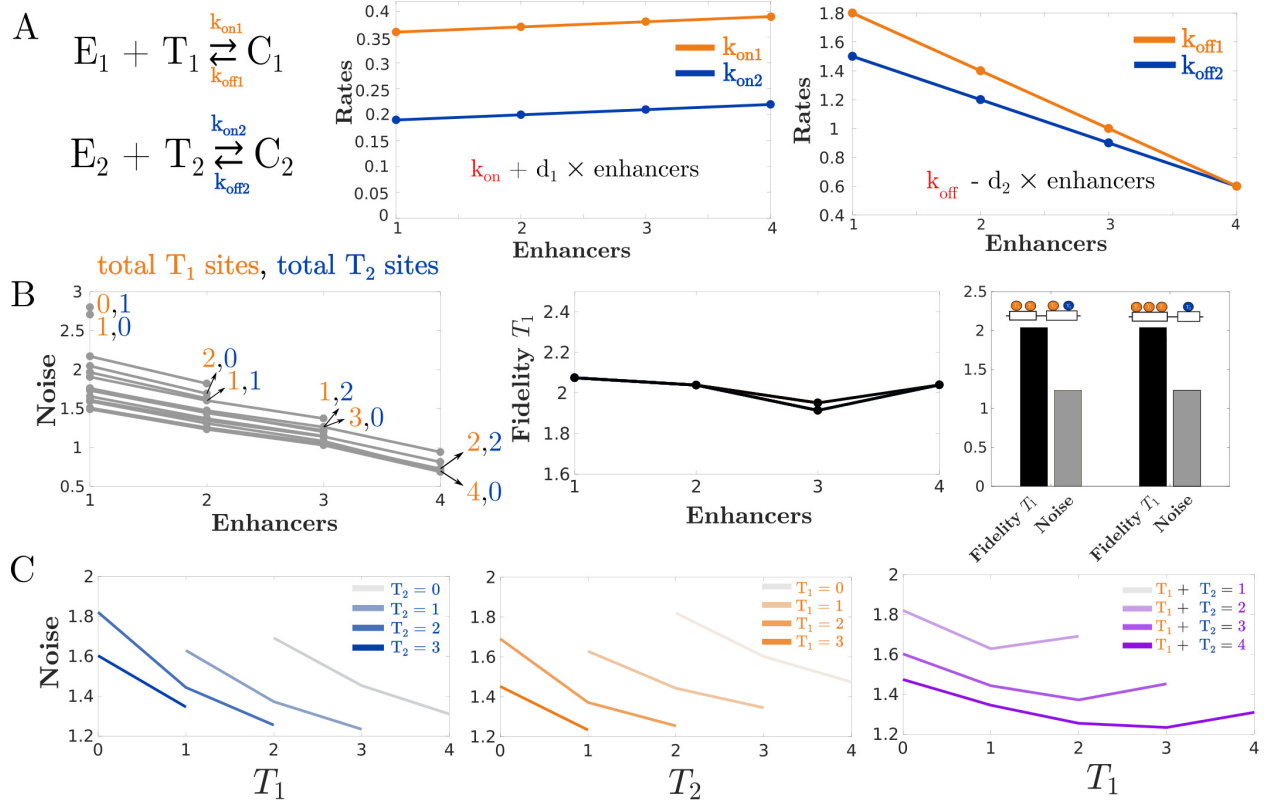 A
E1 + T1 ⇄ C1
kon1
koff1
E2 + T2 ⇄ C2
kon2
koff2
Rates
0.4
0.35
0.3
0.25
0.2
0.15
0.1
0.05
0
kon1
kon2
kon + d1 × enhancers
1 2 3 4
Enhancers
Rates
1.8
1.6
1.4
1.2
1
0.8
0.6
0.4
koff1
koff2
koff - d2 × enhancers
1 2 3 4
Enhancers
B
total T1 sites, total T2 sites
Noise
3
2.5
2
1.5
1
0.5
0,1
1,0
2,0
1,1
1,2
3,0
2,2
4,0
1 2 3 4
Enhancers
Fidelity T1
2.4
2.2
2
1.8
1.6
1 2 3 4
Enhancers
2.5
2
1.5
1
0.5
0
Fidelity T1
Noise
Fidelity T1
Noise
C
Noise
2
1.8
1.6
1.4
1.2
T2 = 0
T2 = 1
T2 = 2
T2 = 3
0 1 2 3 4
T1
2
1.8
1.6
1.4
1.2
T1 = 0
T1 = 1
T1 = 2
T1 = 3
0 1 2 3 4
T2
2
1.8
1.6
1.4
1.2
T1 + T2 = 1
T1 + T2 = 2
T1 + T2 = 3
T1 + T2 = 4
0 1 2 3 4
T1